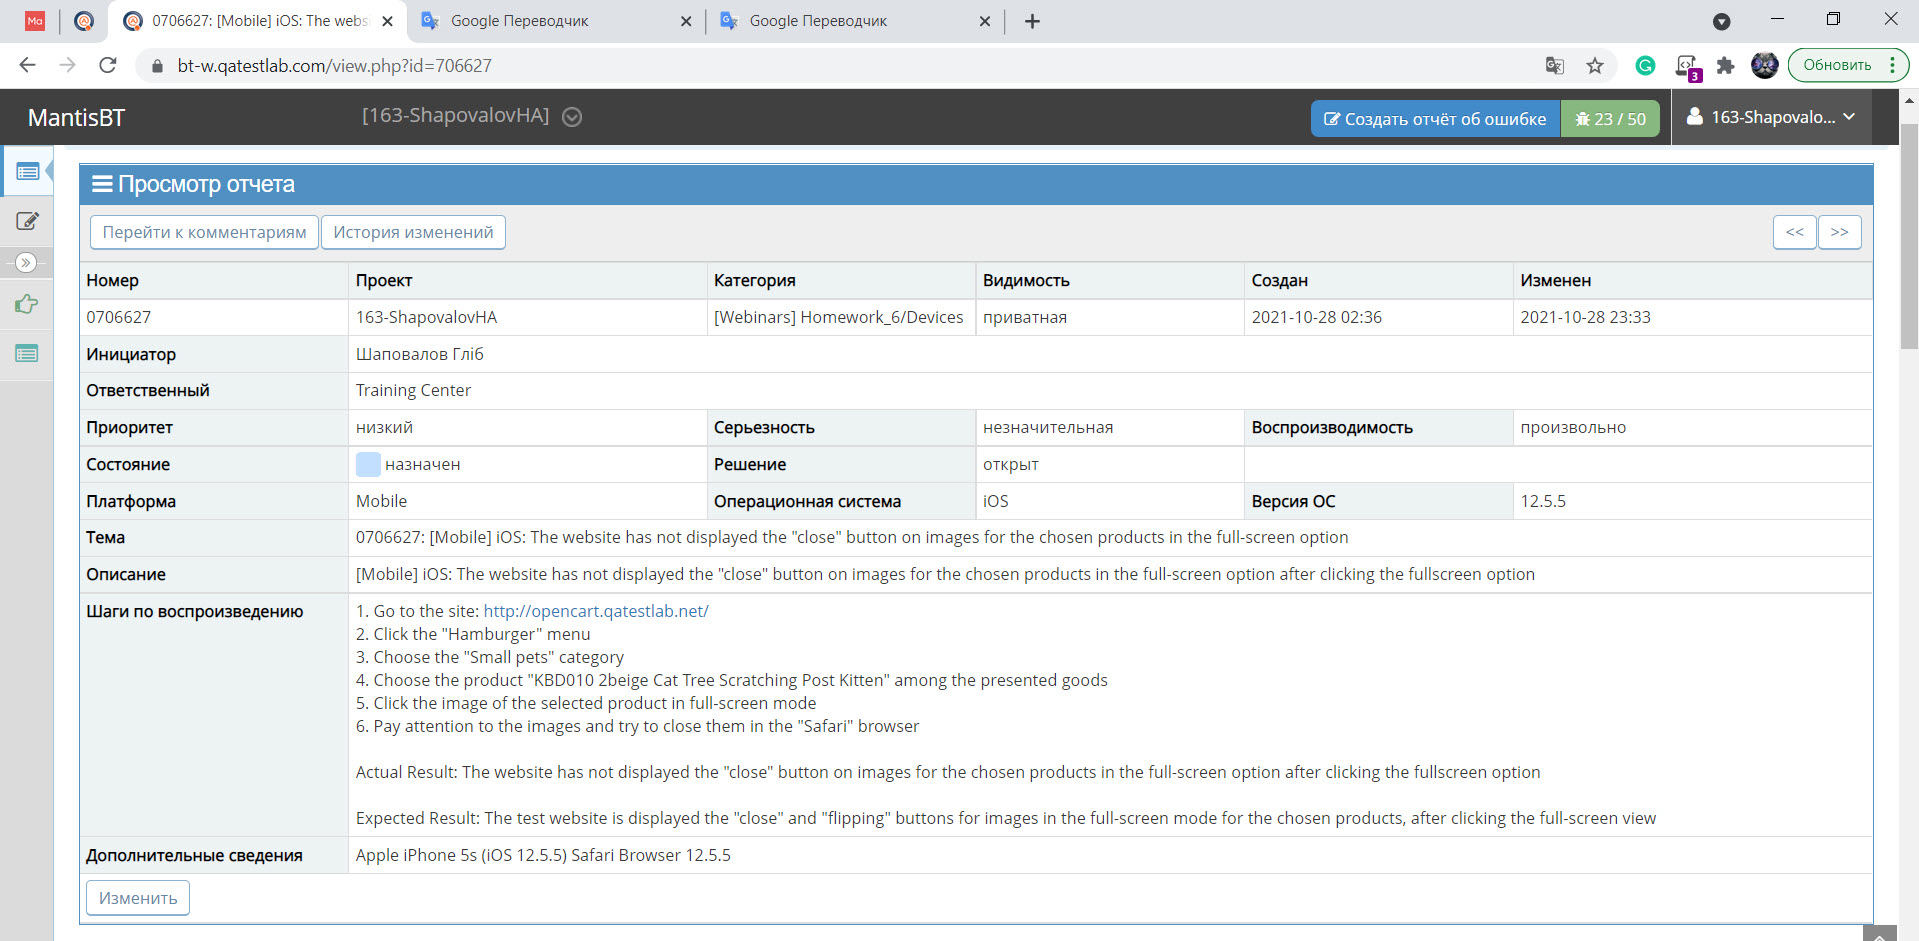 Ma
0706627: [Mobile] iOS: The webs
Google Переводчик
Google Переводчик
bt-w.qatestlab.com/view.php?id=706627
3
Обновить
MantisBT
[163-ShapovalovHA]
Создать отчёт об ошибке
23 / 50
163-Shapovalo...
Просмотр отчета
Перейти к комментариям
История изменений
<<
>>
Номер Проект Категория Видимость Создан Изменен
0706627 163-ShapovalovHA [Webinars] Homework_6/Devices приватная 2021-10-28 02:36 2021-10-28 23:33
Инициатор Шаповалов Гліб
Ответственный Training Center
Приоритет низкий Серьезность незначительная Воспроизводимость произвольно
Состояние назначен Решение открыт
Платформа Mobile Операционная система iOS Версия ОС 12.5.5
Тема 0706627: [Mobile] iOS: The website has not displayed the "close" button on images for the chosen products in the full-screen option
Описание [Mobile] iOS: The website has not displayed the "close" button on images for the chosen products in the full-screen option after clicking the fullscreen option
Шаги по воспроизведению 1. Go to the site: http://opencart.qatestlab.net/
2. Click the "Hamburger" menu
3. Choose the "Small pets" category
4. Choose the product "KBD010 2beige Cat Tree Scratching Post Kitten" among the presented goods
5. Click the image of the selected product in full-screen mode
6. Pay attention to the images and try to close them in the "Safari" browser
Actual Result: The website has not displayed the "close" button on images for the chosen products in the full-screen option after clicking the fullscreen option
Expected Result: The test website is displayed the "close" and "flipping" buttons for images in the full-screen mode for the chosen products, after clicking the full-screen view
Дополнительные сведения Apple iPhone 5s (iOS 12.5.5) Safari Browser 12.5.5
Изменить